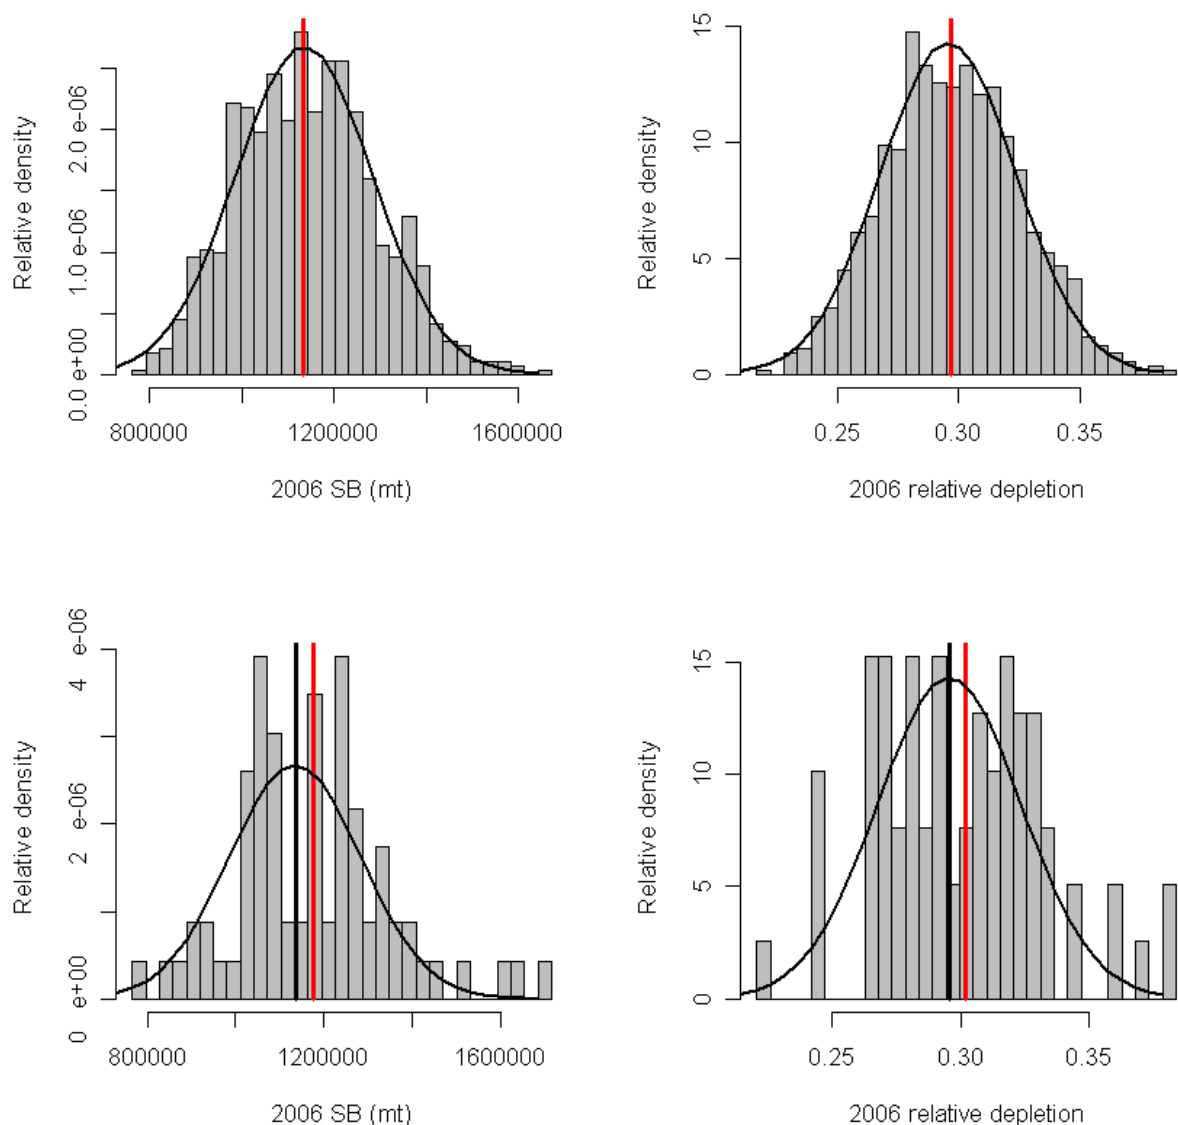 Relative density
0.0 e+00
1.0 e-06
2.0 e-06
800000
1200000
1600000
2006 SB (mt)
Relative density
0
5
10
15
0.25
0.30
0.35
2006 relative depletion
Relative density
0 e+00
2 e-06
4 e-06
800000
1200000
1600000
2006 SB (mt)
Relative density
0
5
10
15
0.25
0.30
0.35
2006 relative depletion